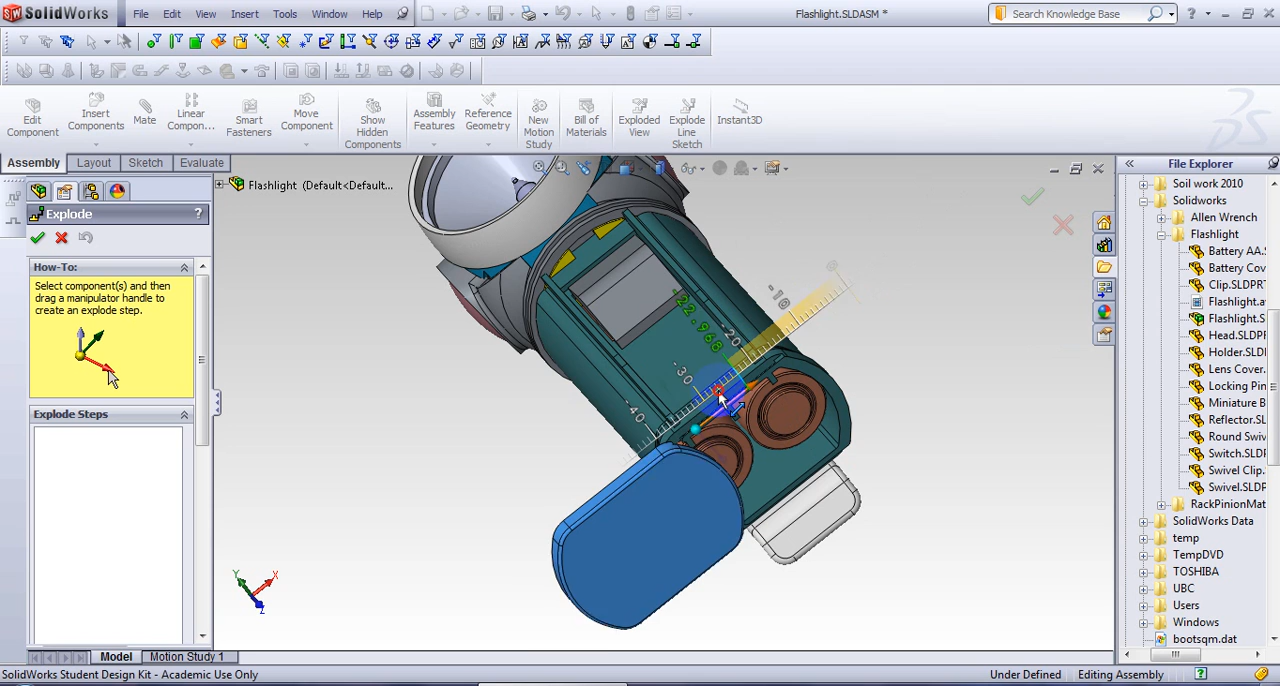 SolidWorks
File Edit View Insert Tools Window Help
Flashlight.SLDASM *
Search Knowledge Base
Edit Component
Insert Components
Mate
Linear Compon...
Smart Fasteners
Move Component
Show Hidden Components
Assembly Features
Reference Geometry
New Motion Study
Bill of Materials
Exploded View
Explode Line Sketch
Instant3D
Assembly Layout Sketch Evaluate
Explode ?
How-To:
Select component(s) and then
drag a manipulator handle to
create an explode step.
Explode Steps
Flashlight (Default<Default...
0
-10
-20
-22.968
-30
-40
Y X Z
File Explorer
Soil work 2010
Solidworks
Allen Wrench
Flashlight
Battery AA.S
Battery Cov
Clip.SLDPRT
Flashlight.a
Flashlight.S
Head.SLDP
Holder.SLD
Lens Cover.
Locking Pin
Miniature B
Reflector.S
Round Swiv
Switch.SLD
Swivel Clip.
Swivel.SLDP
RackPinionMat
SolidWorks Data
temp
TempDVD
TOSHIBA
UBC
Users
Windows
bootsqm.dat
Model Motion Study 1
SolidWorks Student Design Kit - Academic Use Only
Under Defined Editing Assembly